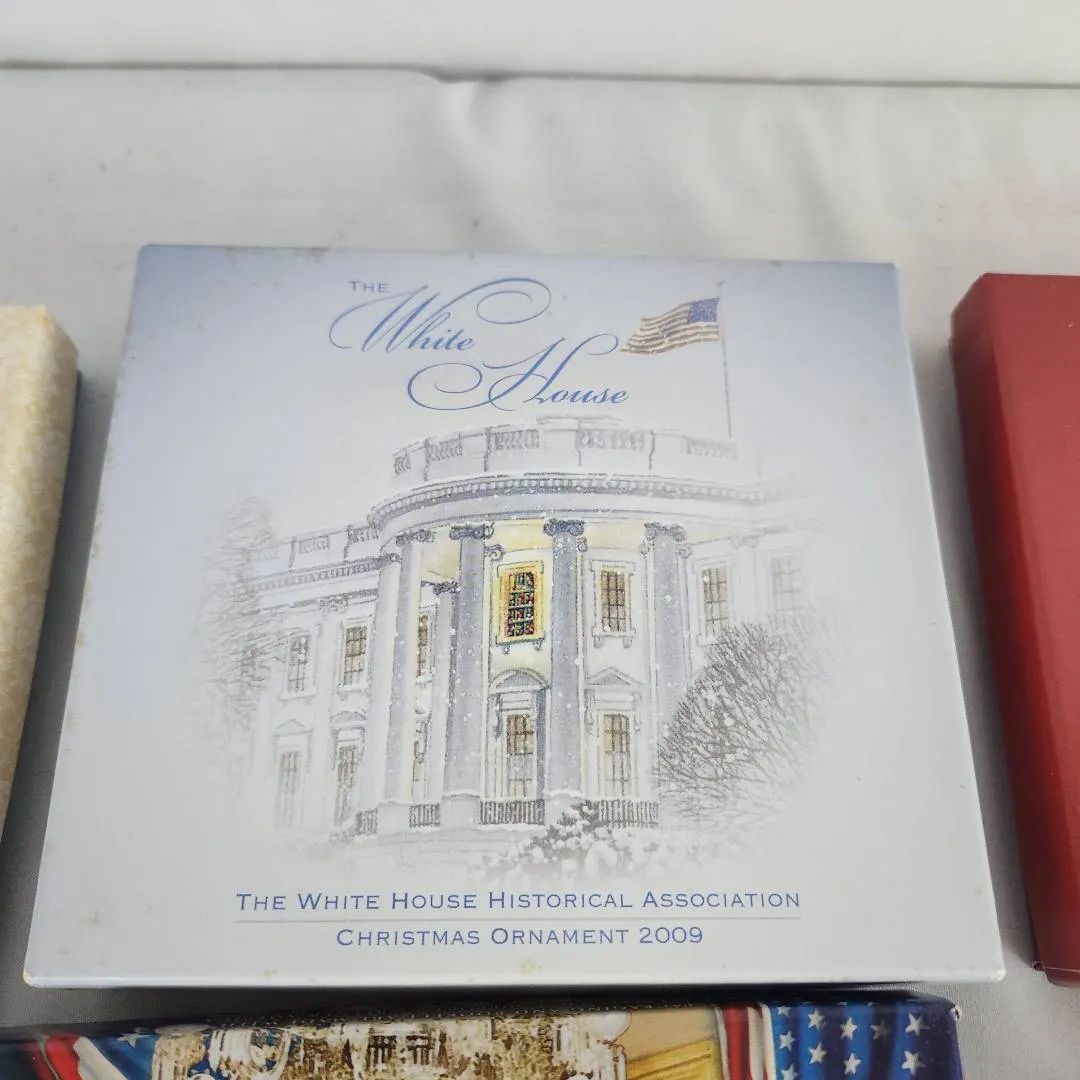 THE
White
House
THE WHITE HOUSE HISTORICAL ASSOCIATION
CHRISTMAS ORNAMENT 2009